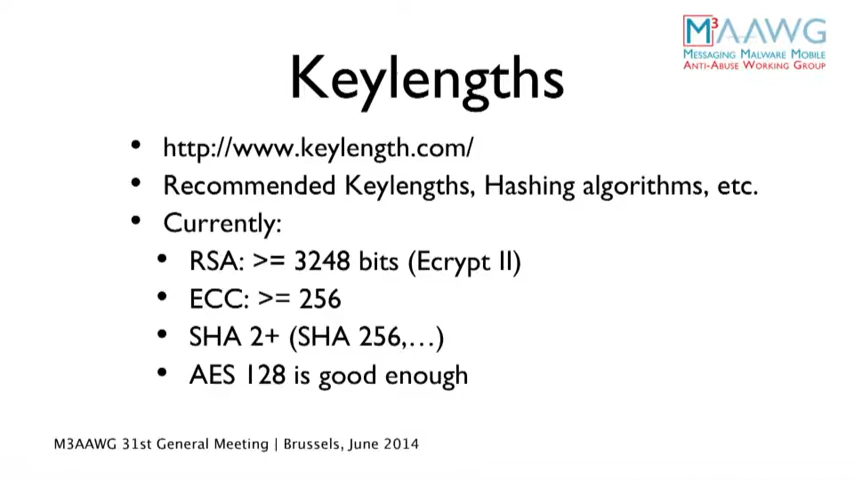 M³AAWG
MESSAGING MALWARE MOBILE
ANTI-ABUSE WORKING GROUP
Keylengths
• http://www.keylength.com/
• Recommended Keylengths, Hashing algorithms, etc.
• Currently:
• RSA: >= 3248 bits (Ecrypt II)
• ECC: >= 256
• SHA 2+ (SHA 256,…)
• AES 128 is good enough
M3AAWG 31st General Meeting | Brussels, June 2014